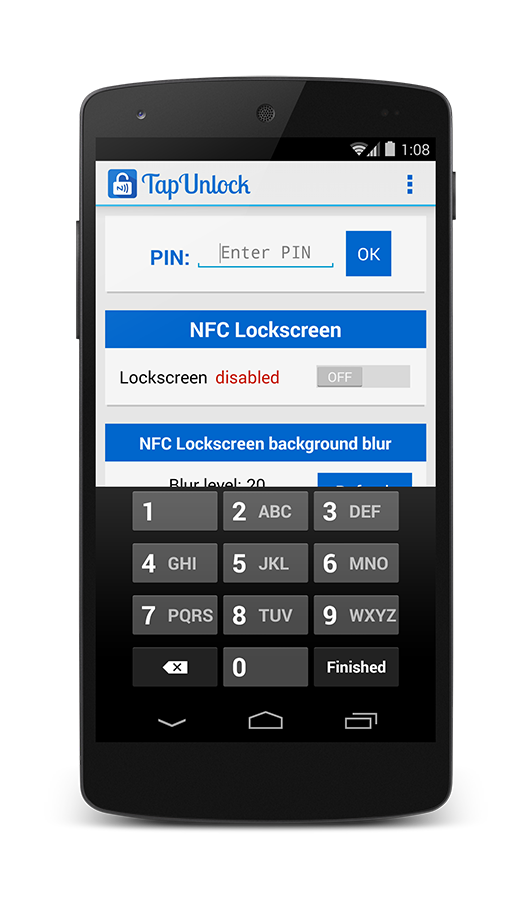 1:08
TapUnlock
PIN: Enter PIN OK
NFC Lockscreen
Lockscreen disabled OFF
NFC Lockscreen background blur
Blur level: 20
1 2 ABC 3 DEF
4 GHI 5 JKL 6 MNO
7 PQRS 8 TUV 9 WXYZ
0 Finished